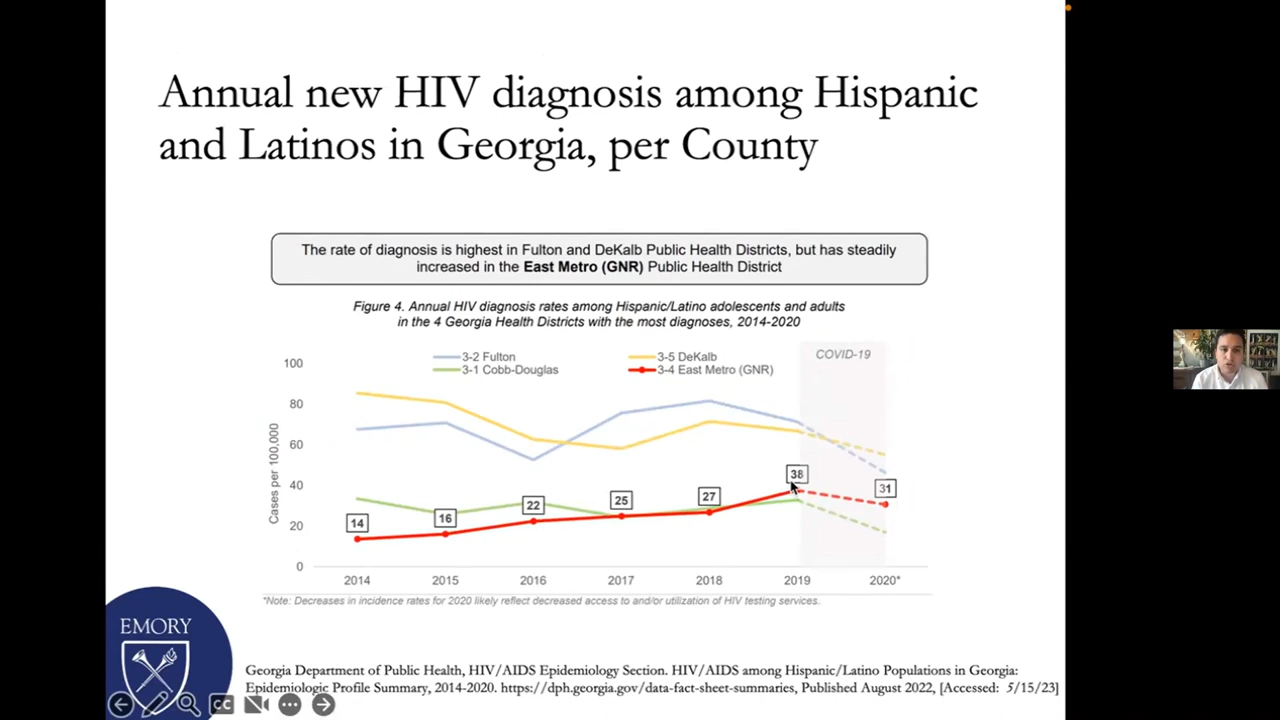 Annual new HIV diagnosis among Hispanic
and Latinos in Georgia, per County
The rate of diagnosis is highest in Fulton and DeKalb Public Health Districts, but has steadily
increased in the East Metro (GNR) Public Health District
Figure 4. Annual HIV diagnosis rates among Hispanic/Latino adolescents and adults
in the 4 Georgia Health Districts with the most diagnoses, 2014-2020
COVID-19
3-2 Fulton
3-5 DeKalb
3-1 Cobb-Douglas
3-4 East Metro (GNR)
Cases per 100,000
100
80
60
40
20
0
14
16
22
25
27
38
31
2014
2015
2016
2017
2018
2019
2020*
*Note: Decreases in incidence rates for 2020 likely reflect decreased access to and/or utilization of HIV testing services.
EMORY
Georgia Department of Public Health, HIV/AIDS Epidemiology Section. HIV/AIDS among Hispanic/Latino Populations in Georgia:
Epidemiologic Profile Summary, 2014-2020. https://dph.georgia.gov/data-fact-sheet-summaries, Published August 2022, [Accessed: 5/15/23]
CC